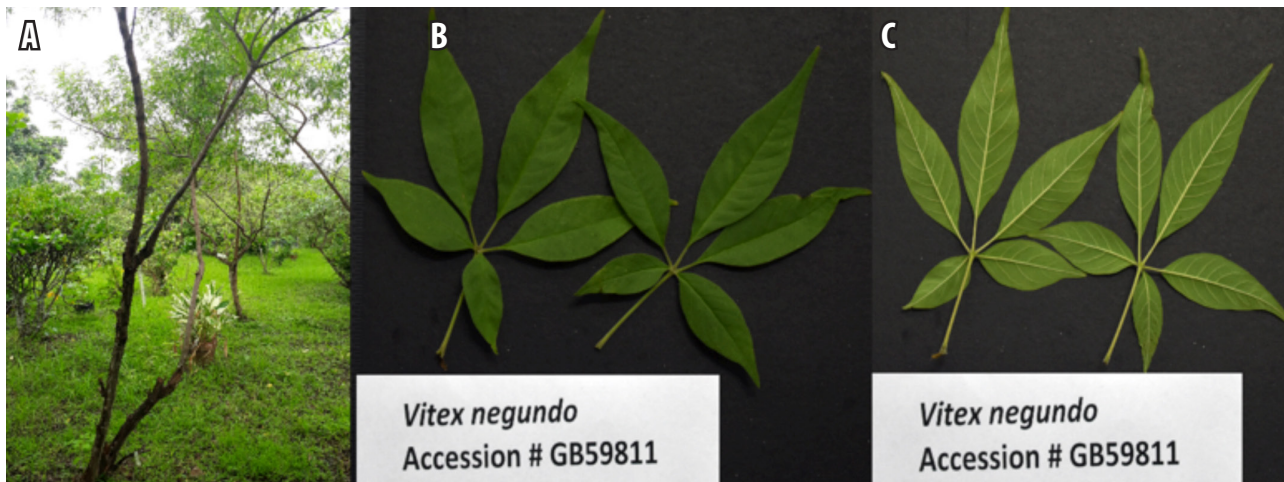 A
B
C
Vitex negundo
Accession # GB59811
Vitex negundo
Accession # GB59811